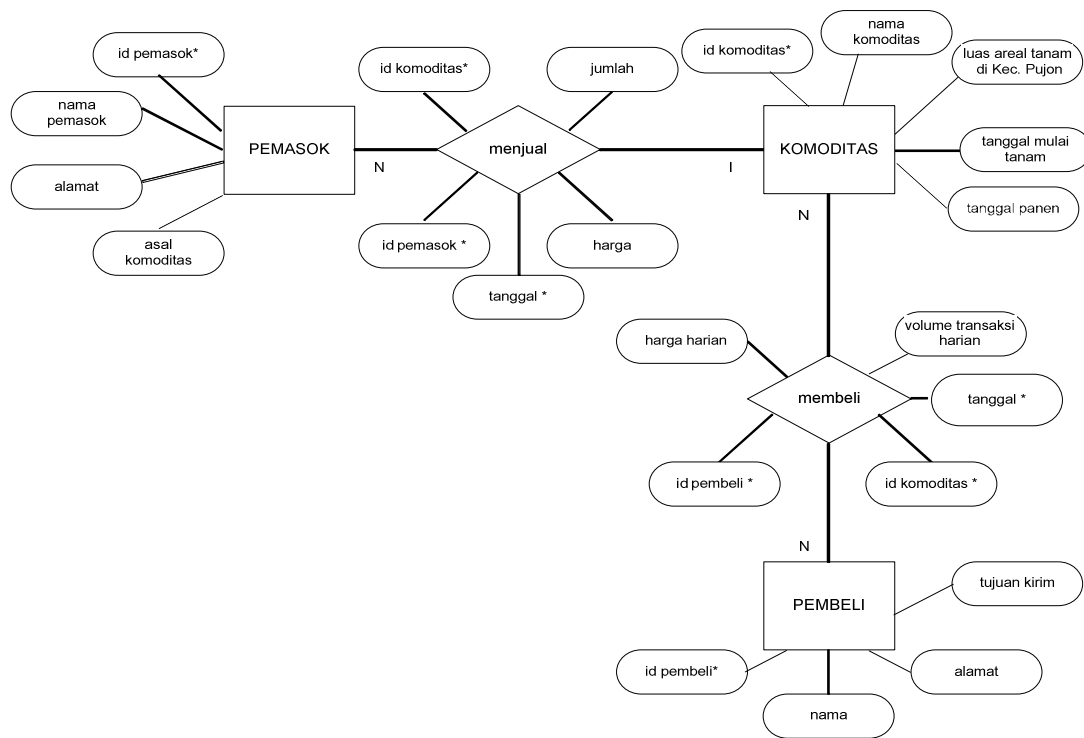 id pemasok*
nama
pemasok
alamat
asal
komoditas
PEMASOK
N
id komoditas*
jumlah
menjual
id pemasok *
harga
tanggal *
I
id komoditas*
nama
komoditas
luas areal tanam
di Kec. Pujon
KOMODITAS
tanggal mulai
tanam
tanggal panen
N
harga harian
volume transaksi
harian
membeli
tanggal *
id pembeli *
id komoditas *
N
PEMBELI
tujuan kirim
id pembeli*
alamat
nama